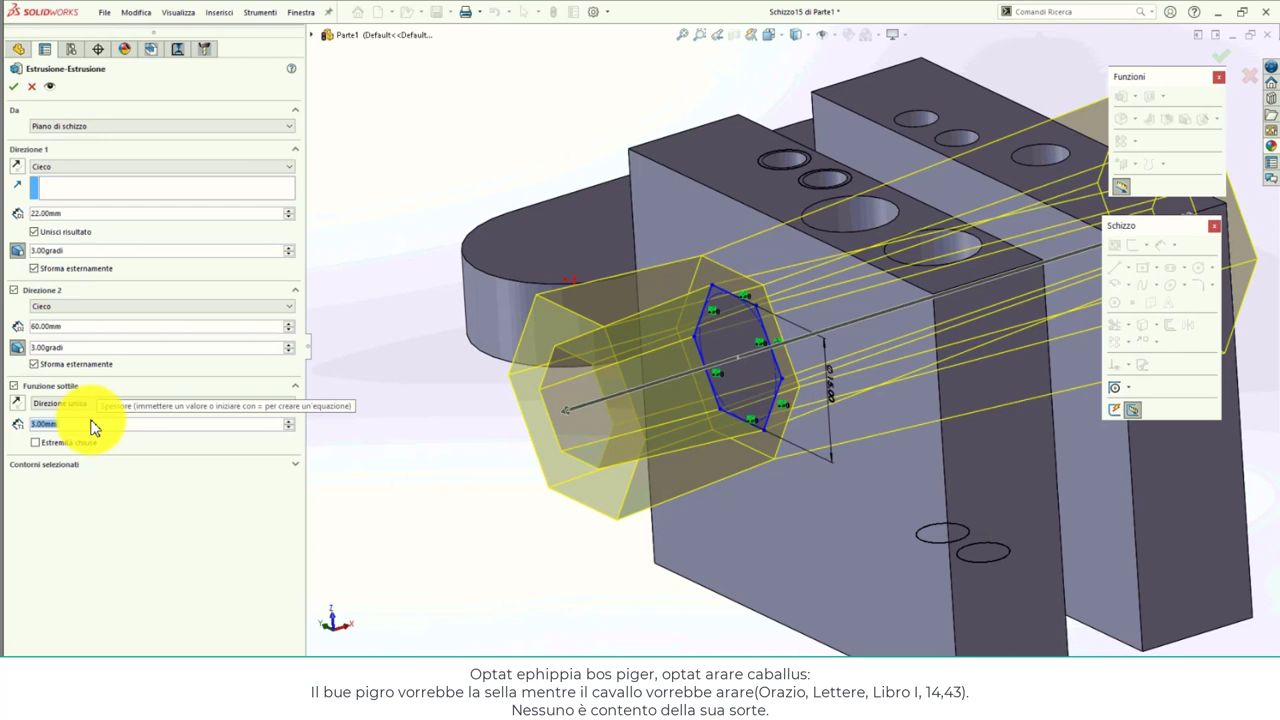 SOLIDWORKS
File
Modifica
Visualizza
Inserisci
Strumenti
Finestra
Schizzo15 di Parte1 *
Comandi Ricerca
Parte1 (Default<<Default...
Estrusione-Estrusione
Da
Piano di schizzo
Direzione 1
Cieco
22.00mm
Unisci risultato
3.00gradi
Sforma esternamente
Direzione 2
Cieco
60.00mm
3.00gradi
Sforma esternamente
Funzione sottile
Direzione unica
Spessore (immettere un valore o iniziare con = per creare un'equazione)
3.00mm
Estremità chiuse
Contorni selezionati
Funzioni
Schizzo
Z
Y
X
Optat ephippia bos piger, optat arare caballus:
Il bue pigro vorrebbe la sella mentre il cavallo vorrebbe arare(Orazio, Lettere, Libro I, 14,43).
Nessuno è contento della sua sorte.